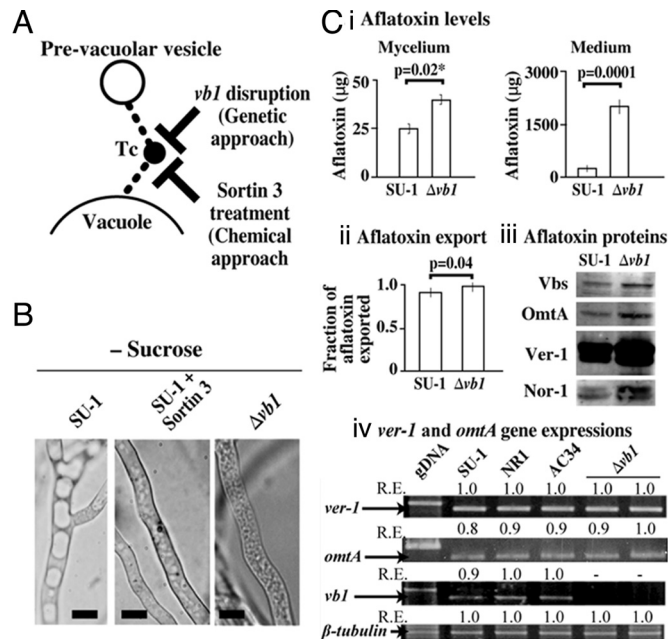 A
Pre-vacuolar vesicle
vb1 disruption
(Genetic
approach)
Tc
Sortin 3
treatment
(Chemical
approach
Vacuole
B
– Sucrose
SU-1
SU-1 +
Sortin 3
Δvb1
C i Aflatoxin levels
Mycelium
p=0.02*
Aflatoxin (µg)
50
25
0
SU-1 Δvb1
Medium
p=0.0001
Aflatoxin (µg)
3000
1500
0
SU-1 Δvb1
ii Aflatoxin export
p=0.04
Fraction of
aflatoxin
exported
1.0
0.5
0
SU-1 Δvb1
iii Aflatoxin proteins
SU-1 Δvb1
Vbs
OmtA
Ver-1
Nor-1
iv ver-1 and omtA gene expressions
gDNA SU-1 NR1 AC34 Δvb1
R.E. 1.0 1.0 1.0 1.0 1.0
ver-1
R.E. 0.8 0.9 0.9 0.9 1.0
omtA
R.E. 0.9 1.0 1.0 - -
vb1
R.E. 1.0 1.0 1.0 1.0 1.0
β-tubulin